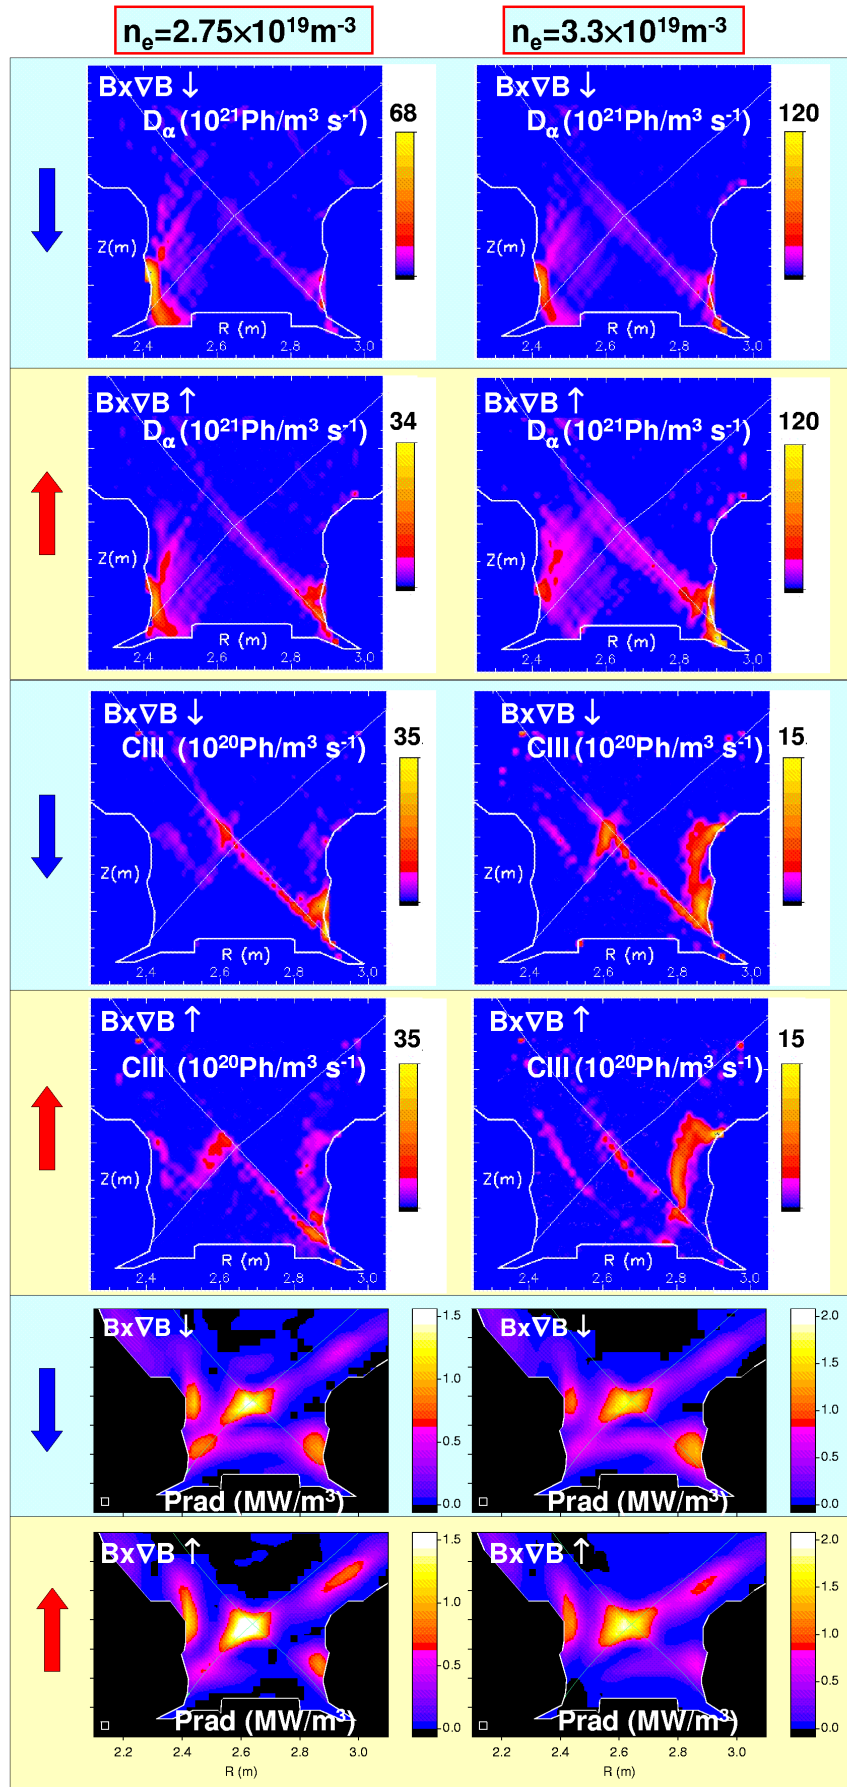 nₑ=2.75×10¹⁹m⁻³ nₑ=3.3×10¹⁹m⁻³
Bx∇B ↓ Bx∇B ↓
Dα (10²¹Ph/m³ s⁻¹) 68 Dα (10²¹Ph/m³ s⁻¹) 120
Z(m)
R (m) R (m)
2.4 2.6 2.8 3.0 2.4 2.6 2.8 3.0
Bx∇B ↑ Bx∇B ↑
Dα (10²¹Ph/m³ s⁻¹) 34 Dα (10²¹Ph/m³ s⁻¹) 120
Z(m) Z(m)
R (m) R (m)
2.4 2.6 2.8 3.0 2.4 2.6 2.8 3.0
Bx∇B ↓ Bx∇B ↓
CIII (10²⁰Ph/m³ s⁻¹) 35. CIII (10²⁰Ph/m³ s⁻¹) 15.
Z(m) Z(m)
R (m) R (m)
2.4 2.6 2.8 3.0 2.4 2.6 2.8 3.0
Bx∇B ↑ Bx∇B ↑
CIII (10²⁰Ph/m³ s⁻¹) 35. CIII (10²⁰Ph/m³ s⁻¹) 15
Z(m) Z(m)
R (m) R (m)
2.4 2.6 2.8 3.0 2.4 2.6 2.8 3.0
Bx∇B ↓ 1.5 Bx∇B ↓ 2.0
1.0 1.5
1.0
0.5 0.5
Prad (MW/m³) 0.0 Prad (MW/m³) 0.0
Bx∇B ↑ 1.5 Bx∇B ↑ 2.0
1.0 1.5
1.0
0.5 0.5
Prad (MW/m³) 0.0 Prad (MW/m³) 0.0
2.2 2.4 2.6 2.8 3.0 2.2 2.4 2.6 2.8 3.0
R (m) R (m)